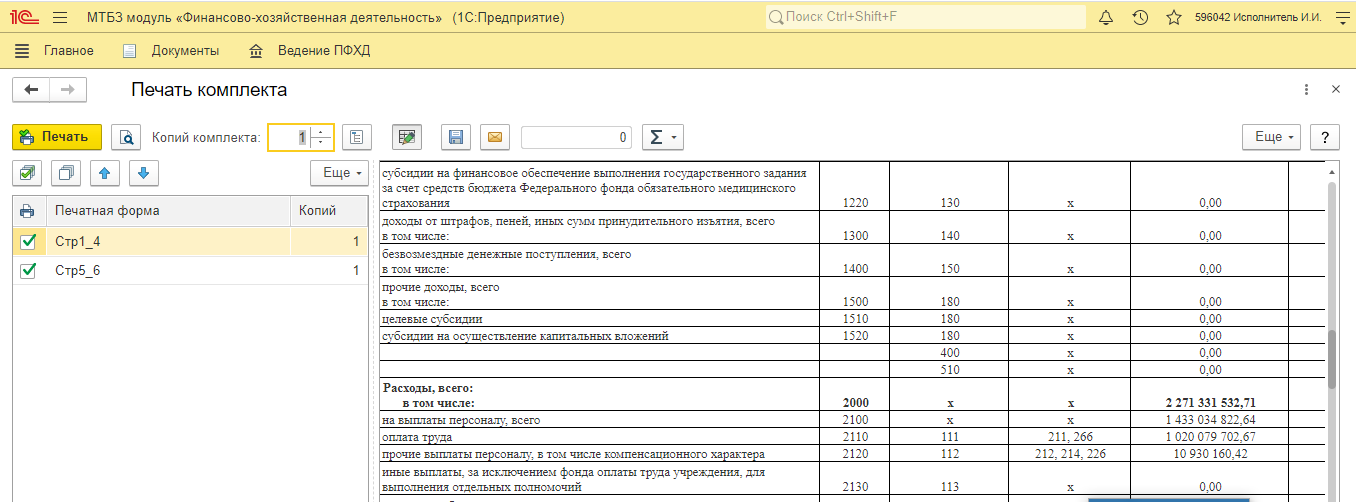 1С МТБЗ модуль «Финансово-хозяйственная деятельность» (1С:Предприятие) Поиск Ctrl+Shift+F 596042 Исполнитель И.И.
Главное Документы Ведение ПФХД
Печать комплекта
Печать Копий комплекта: 1 0 Σ Еще ?
Еще
Печатная форма Копий
Стр1_4 1
Стр5_6 1
субсидии на финансовое обеспечение выполнения государственного задания
за счет средств бюджета Федерального фонда обязательного медицинского
страхования 1220 130 x 0,00
доходы от штрафов, пеней, иных сумм принудительного изъятия, всего
в том числе: 1300 140 x 0,00
безвозмездные денежные поступления, всего
в том числе: 1400 150 x 0,00
прочие доходы, всего
в том числе: 1500 180 x 0,00
целевые субсидии 1510 180 x 0,00
субсидии на осуществление капитальных вложений 1520 180 x 0,00
400 x 0,00
510 x 0,00
Расходы, всего:
в том числе: 2000 x x 2 271 331 532,71
на выплаты персоналу, всего 2100 x x 1 433 034 822,64
оплата труда 2110 111 211, 266 1 020 079 702,67
прочие выплаты персоналу, в том числе компенсационного характера 2120 112 212, 214, 226 10 930 160,42
иные выплаты, за исключением фонда оплаты труда учреждения, для
выполнения отдельных полномочий 2130 113 x 0,00